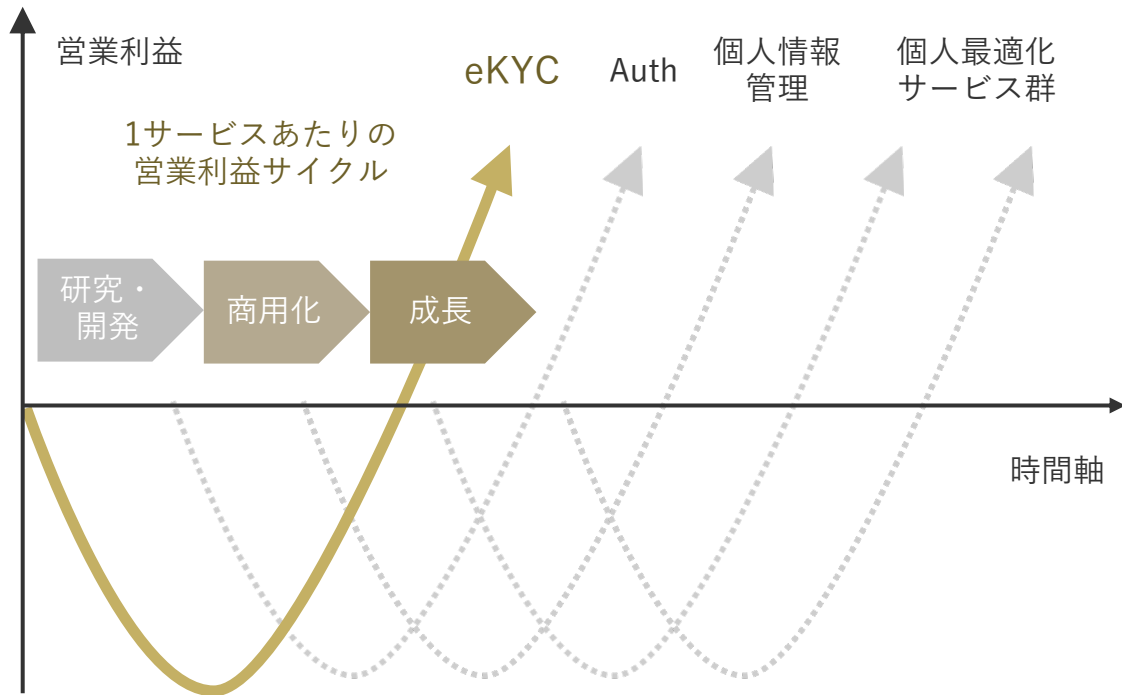 営業利益
eKYC
Auth
個人情報
管理
個人最適化
サービス群
1サービスあたりの
営業利益サイクル
研究・
開発
商用化
成長
時間軸